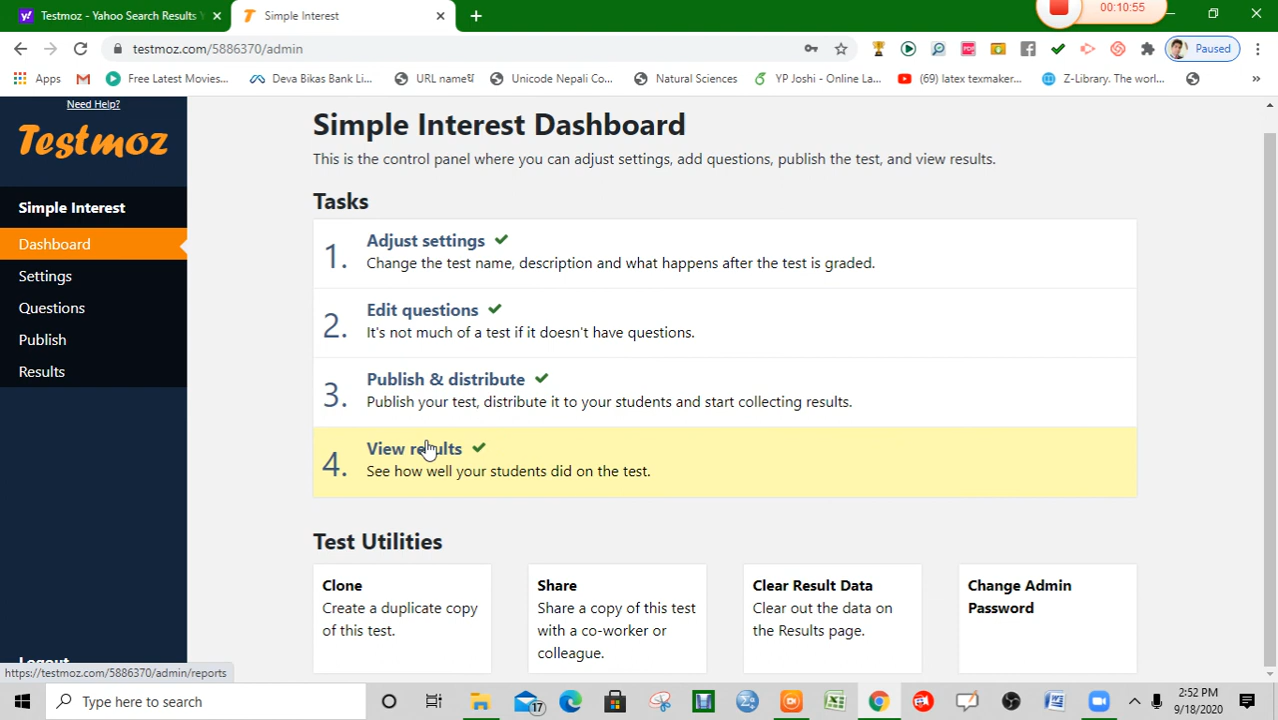 Testmoz - Yahoo Search Results
Simple Interest
00:10:55
testmoz.com/5886370/admin
Paused
Apps
Free Latest Movies...
Deva Bikas Bank Li...
URL nameर्वा
Unicode Nepali Co...
Natural Sciences
YP Joshi - Online La...
(69) latex texmaker...
Z-Library. The worl...
Need Help?
Testmoz
Simple Interest
Dashboard
Settings
Questions
Publish
Results
Logout
Simple Interest Dashboard
This is the control panel where you can adjust settings, add questions, publish the test, and view results.
Tasks
1. Adjust settings
Change the test name, description and what happens after the test is graded.
2. Edit questions
It's not much of a test if it doesn't have questions.
3. Publish & distribute
Publish your test, distribute it to your students and start collecting results.
4. View results
See how well your students did on the test.
Test Utilities
Clone
Create a duplicate copy
of this test.
Share
Share a copy of this test
with a co-worker or
colleague.
Clear Result Data
Clear out the data on
the Results page.
Change Admin
Password
https://testmoz.com/5886370/admin/reports
Type here to search
17
2:52 PM
9/18/2020